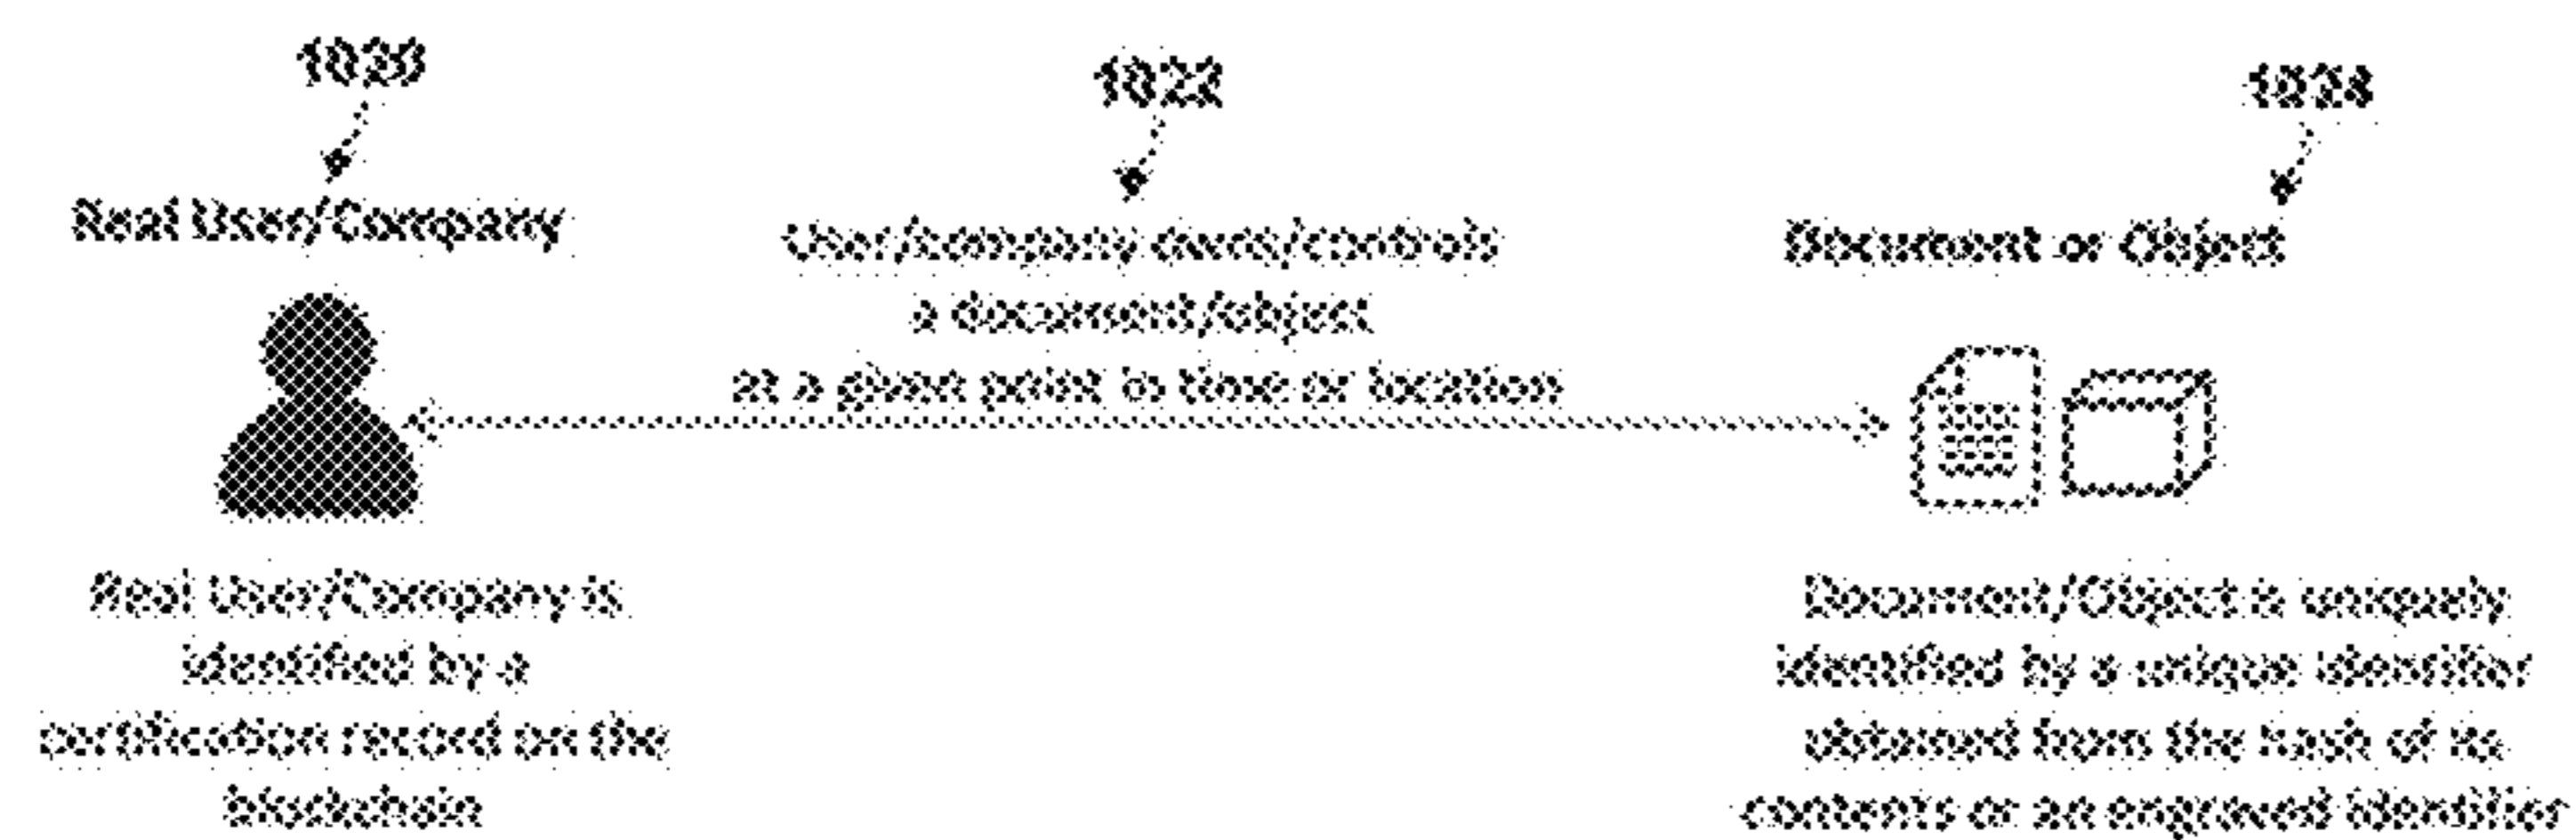 1020
1022
Real User/Company
User/company owns/controls
a document/object
at a given point in time or location
Document or Object
Real User/Company is
identified by a
certification record on the
blockchain
Document/Object is uniquely
identified by a unique identifier
obtained from the hash of its
contents or an engraved identifier